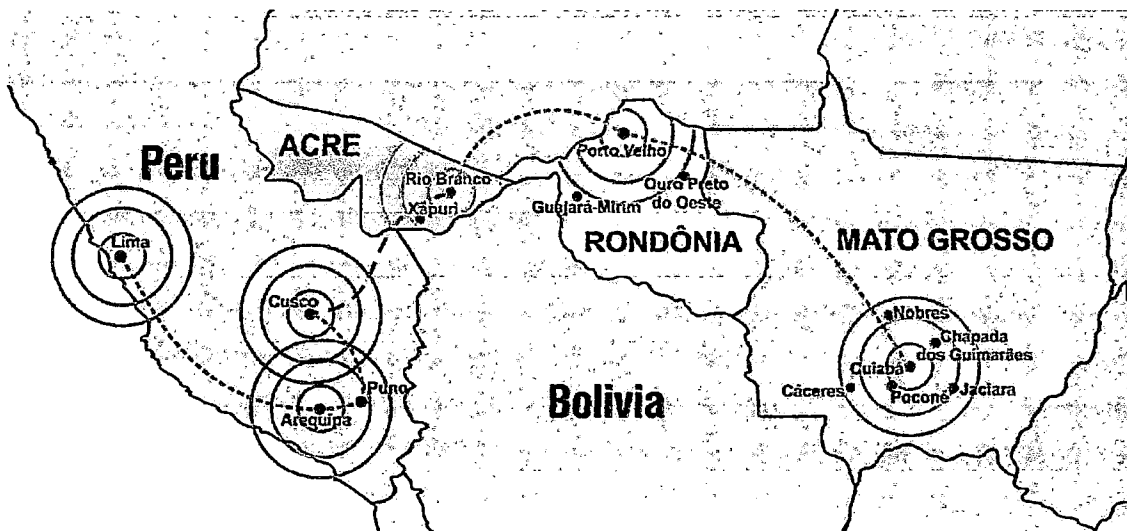 ACRE
Peru
Porto Velho
Rio Branco
Ouro Preto
do Oeste
Xapuri
Guajará-Mirim
RONDÔNIA
MATO GROSSO
Lima
Cusco
Nobres
Chapada
dos Guimarães
Cuiabá
Puno
Cáceres
Poconé
Jaciara
Bolivia
Arequipa